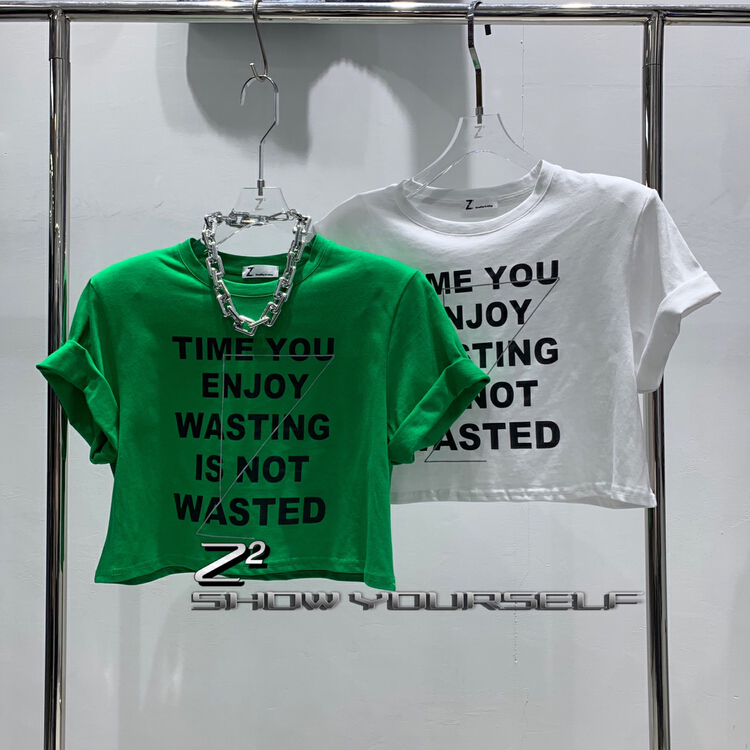 Z
Z
TIME YOU
ENJOY
WASTING
IS NOT
WASTED
Z
Z
ME YOU
NJOY
STING
NOT
ASTED
Z²
SHOW YOURSELF